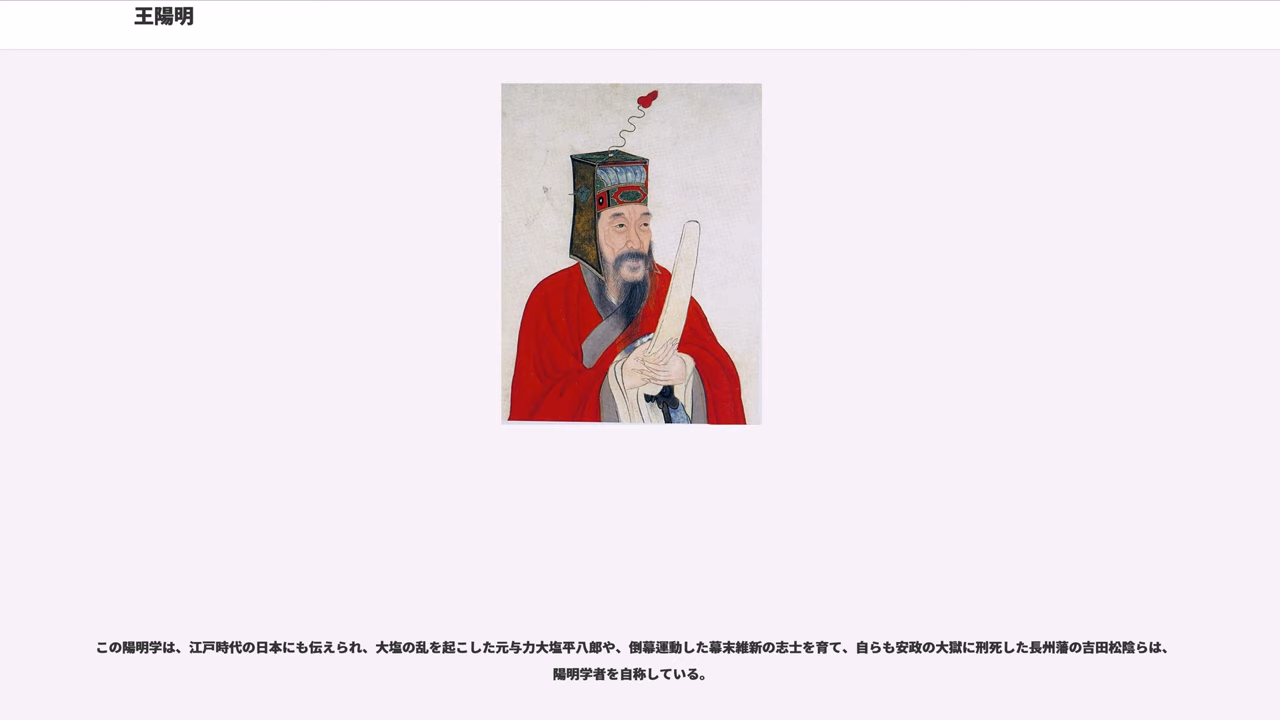 王陽明
この陽明学は、江戸時代の日本にも伝えられ、大塩の乱を起こした元与力大塩平八郎や、倒幕運動した幕末維新の志士を育て、自らも安政の大獄に刑死した長州藩の吉田松陰らは、
陽明学者を自称している。